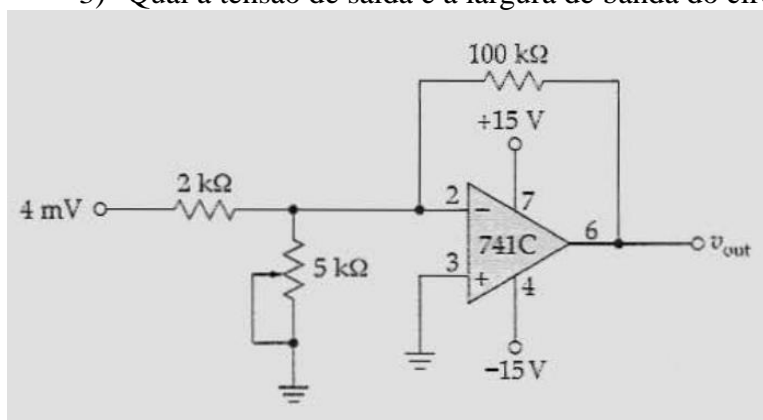 Qual a tensão de saída e a largura de banda do
100 kΩ
+15 V
2 kΩ
4 mV
2
7
741C
6
v_out
3
5 kΩ
4
−15 V